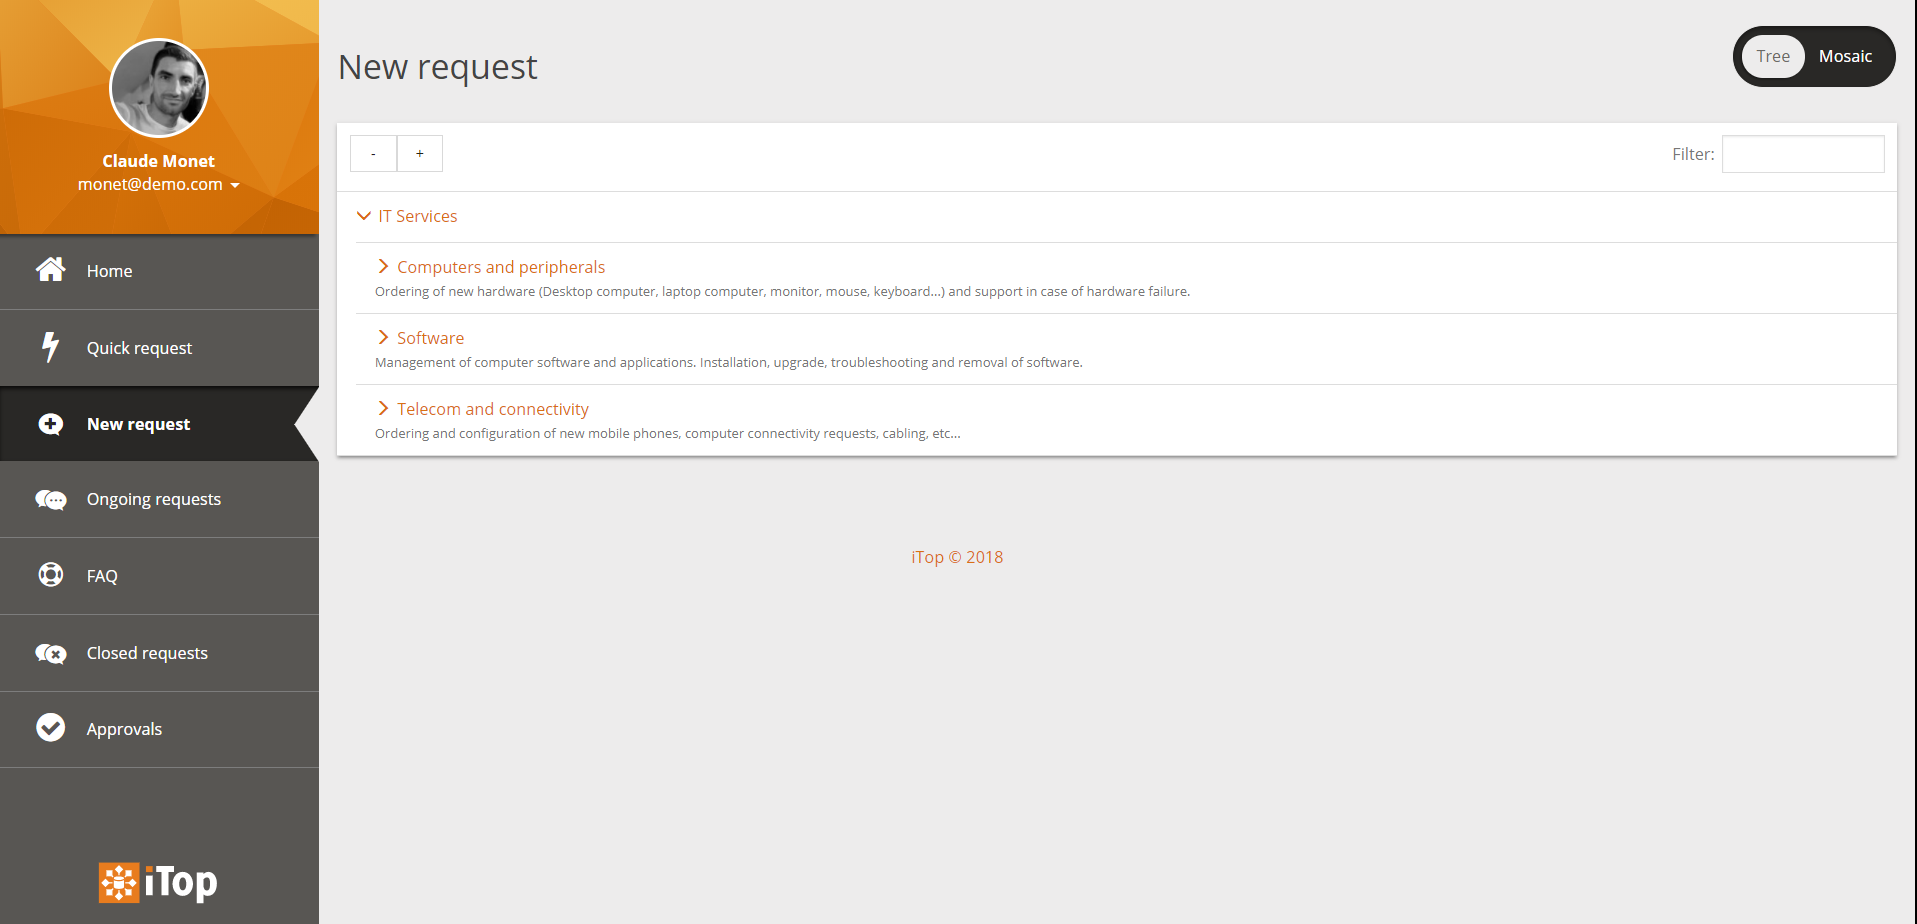 Claude Monet
monet@demo.com
Home
Quick request
New request
Ongoing requests
FAQ
Closed requests
Approvals
iTop
New request
Tree Mosaic
- +
Filter:
IT Services
Computers and peripherals
Ordering of new hardware (Desktop computer, laptop computer, monitor, mouse, keyboard...) and support in case of hardware failure.
Software
Management of computer software and applications. Installation, upgrade, troubleshooting and removal of software.
Telecom and connectivity
Ordering and configuration of new mobile phones, computer connectivity requests, cabling, etc...
iTop © 2018